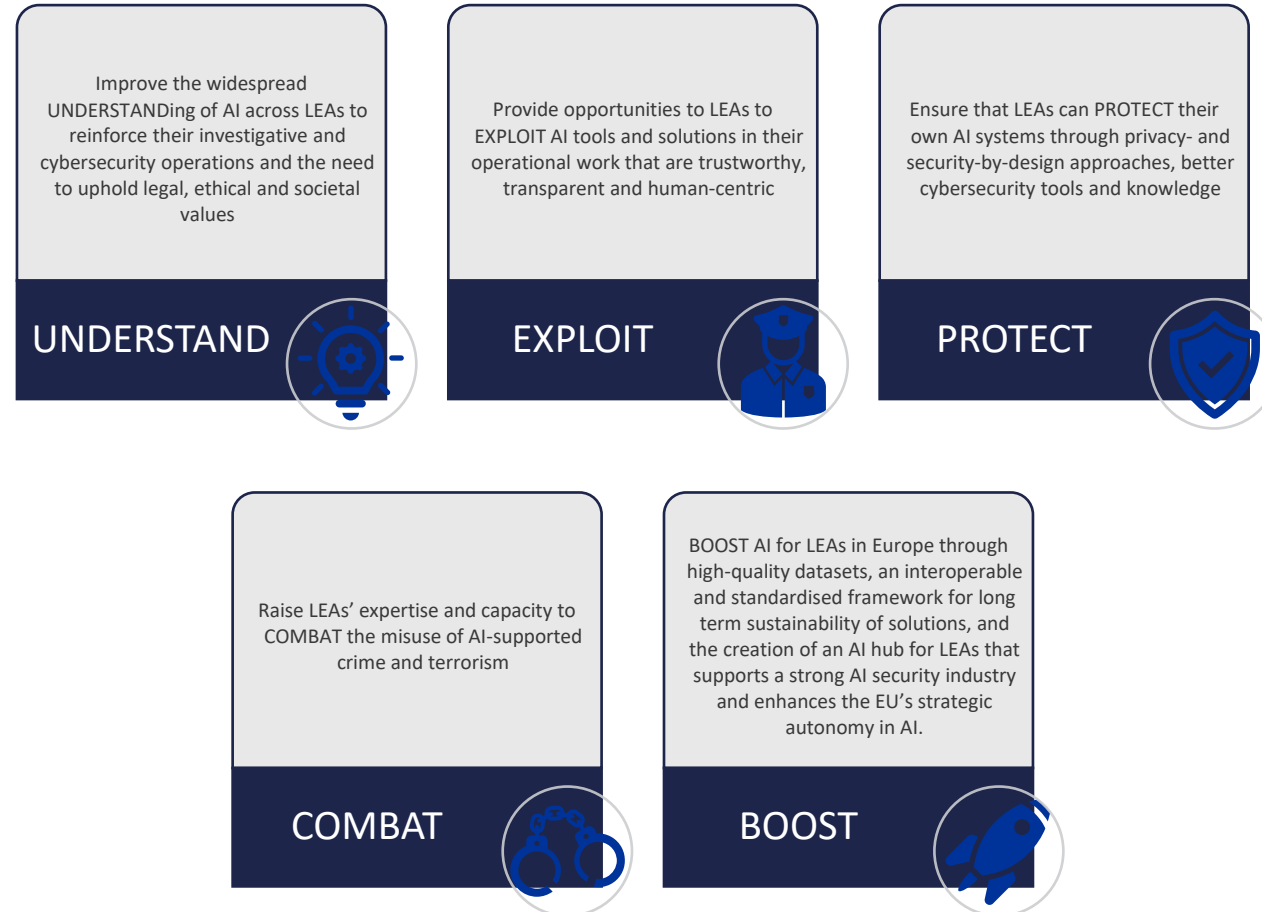 Improve the widespread
UNDERSTANDing of AI across LEAs to
reinforce their investigative and
cybersecurity operations and the need
to uphold legal, ethical and societal
values
UNDERSTAND
Provide opportunities to LEAs to
EXPLOIT AI tools and solutions in their
operational work that are trustworthy,
transparent and human-centric
EXPLOIT
Ensure that LEAs can PROTECT their
own AI systems through privacy- and
security-by-design approaches, better
cybersecurity tools and knowledge
PROTECT
Raise LEAs’ expertise and capacity to
COMBAT the misuse of AI-supported
crime and terrorism
COMBAT
BOOST AI for LEAs in Europe through
high-quality datasets, an interoperable
and standardised framework for long
term sustainability of solutions, and
the creation of an AI hub for LEAs that
supports a strong AI security industry
and enhances the EU’s strategic
autonomy in AI.
BOOST